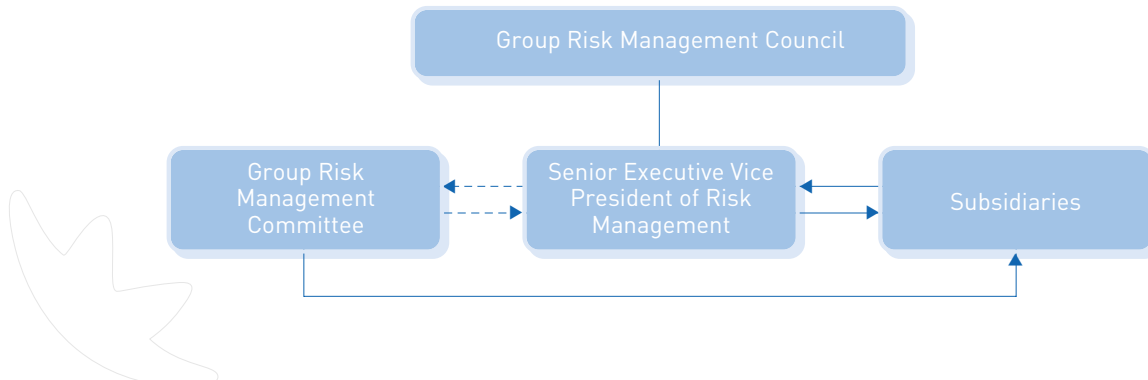 Group Risk Management Council
Group Risk
Management
Committee
Senior Executive Vice
President of Risk
Management
Subsidiaries